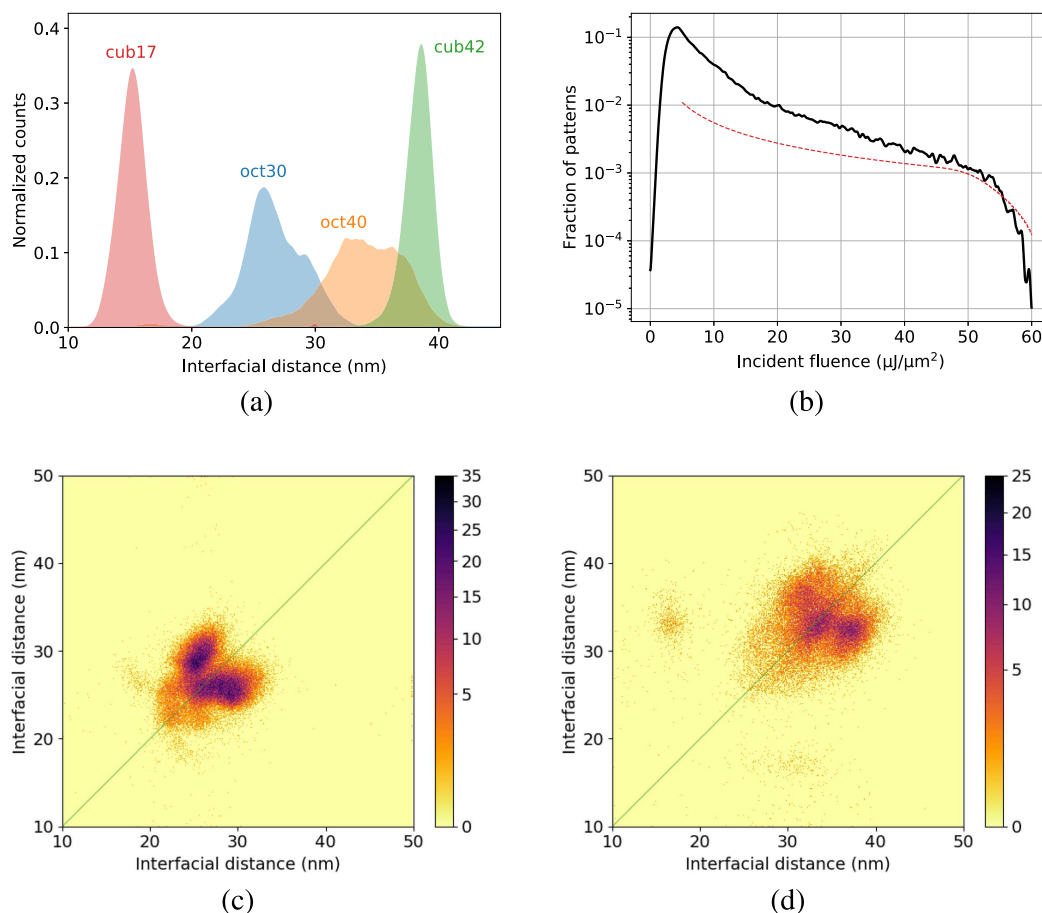 0.4
0.3
0.2
0.1
0.0
Normalized counts
cub17
oct30
oct40
cub42
10 20 30 40
Interfacial distance (nm)
(a)
10⁻¹
10⁻²
10⁻³
10⁻⁴
10⁻⁵
Fraction of patterns
0 10 20 30 40 50 60
Incident fluence (µJ/µm²)
(b)
50
40
30
20
10
Interfacial distance (nm)
10 20 30 40 50
Interfacial distance (nm)
35
30
25
20
15
10
5
0
(c)
50
40
30
20
10
Interfacial distance (nm)
10 20 30 40 50
Interfacial distance (nm)
25
20
15
10
5
0
(d)